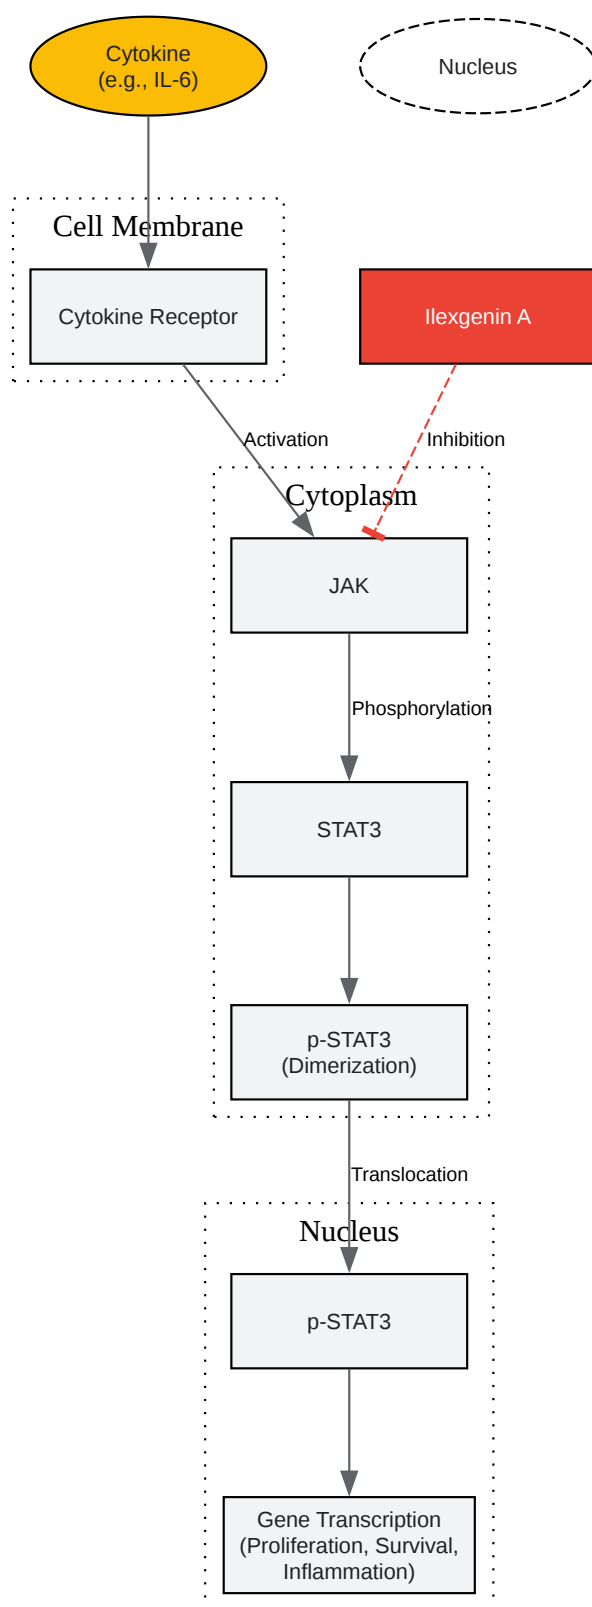 Cytokine
(e.g., IL-6)
Nucleus
Cell Membrane
Cytokine Receptor
Ilexgenin A
Activation
Inhibition
Cytoplasm
JAK
Phosphorylation
STAT3
p-STAT3
(Dimerization)
Translocation
Nucleus
p-STAT3
Gene Transcription
(Proliferation, Survival,
Inflammation)